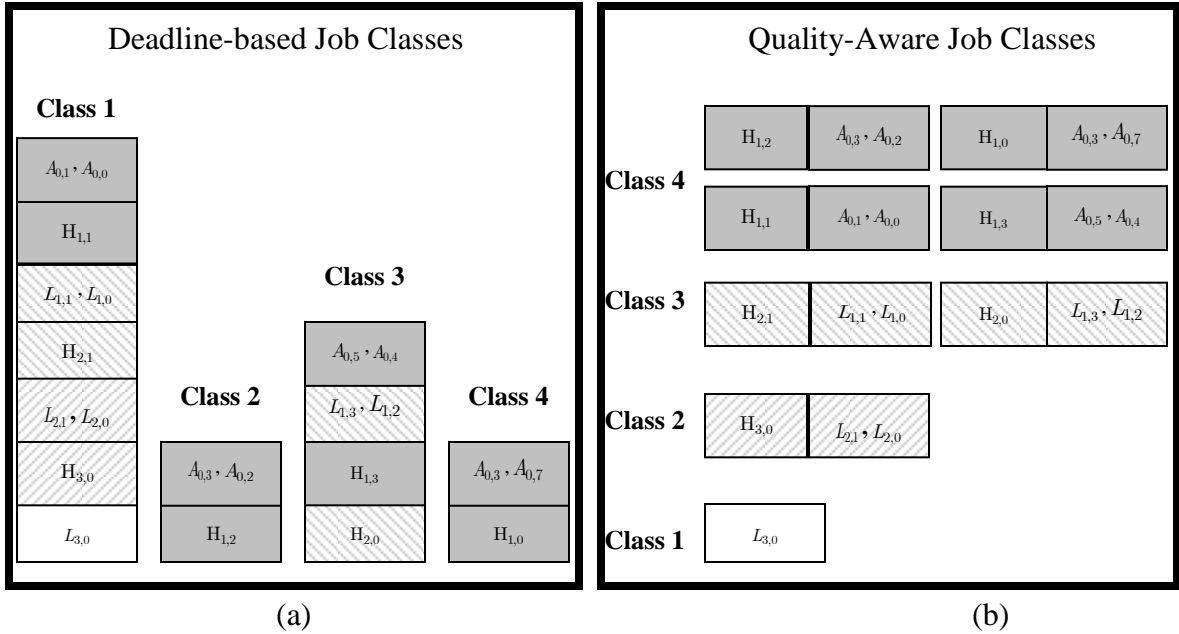 Deadline-based Job Classes
Class 1
A0,1 , A0,0
H1,1
L1,1 , L1,0
H2,1
L2,1 , L2,0
H3,0
L3,0
Class 2
A0,3 , A0,2
H1,2
Class 3
A0,5 , A0,4
L1,3 , L1,2
H1,3
H2,0
Class 4
A0,3 , A0,7
H1,0
(a)
Quality-Aware Job Classes
Class 4
H1,2 A0,3 , A0,2 H1,0 A0,3 , A0,7
H1,1 A0,1 , A0,0 H1,3 A0,5 , A0,4
Class 3
H2,1 L1,1 , L1,0 H2,0 L1,3 , L1,2
Class 2
H3,0 L2,1 , L2,0
Class 1
L3,0
(b)